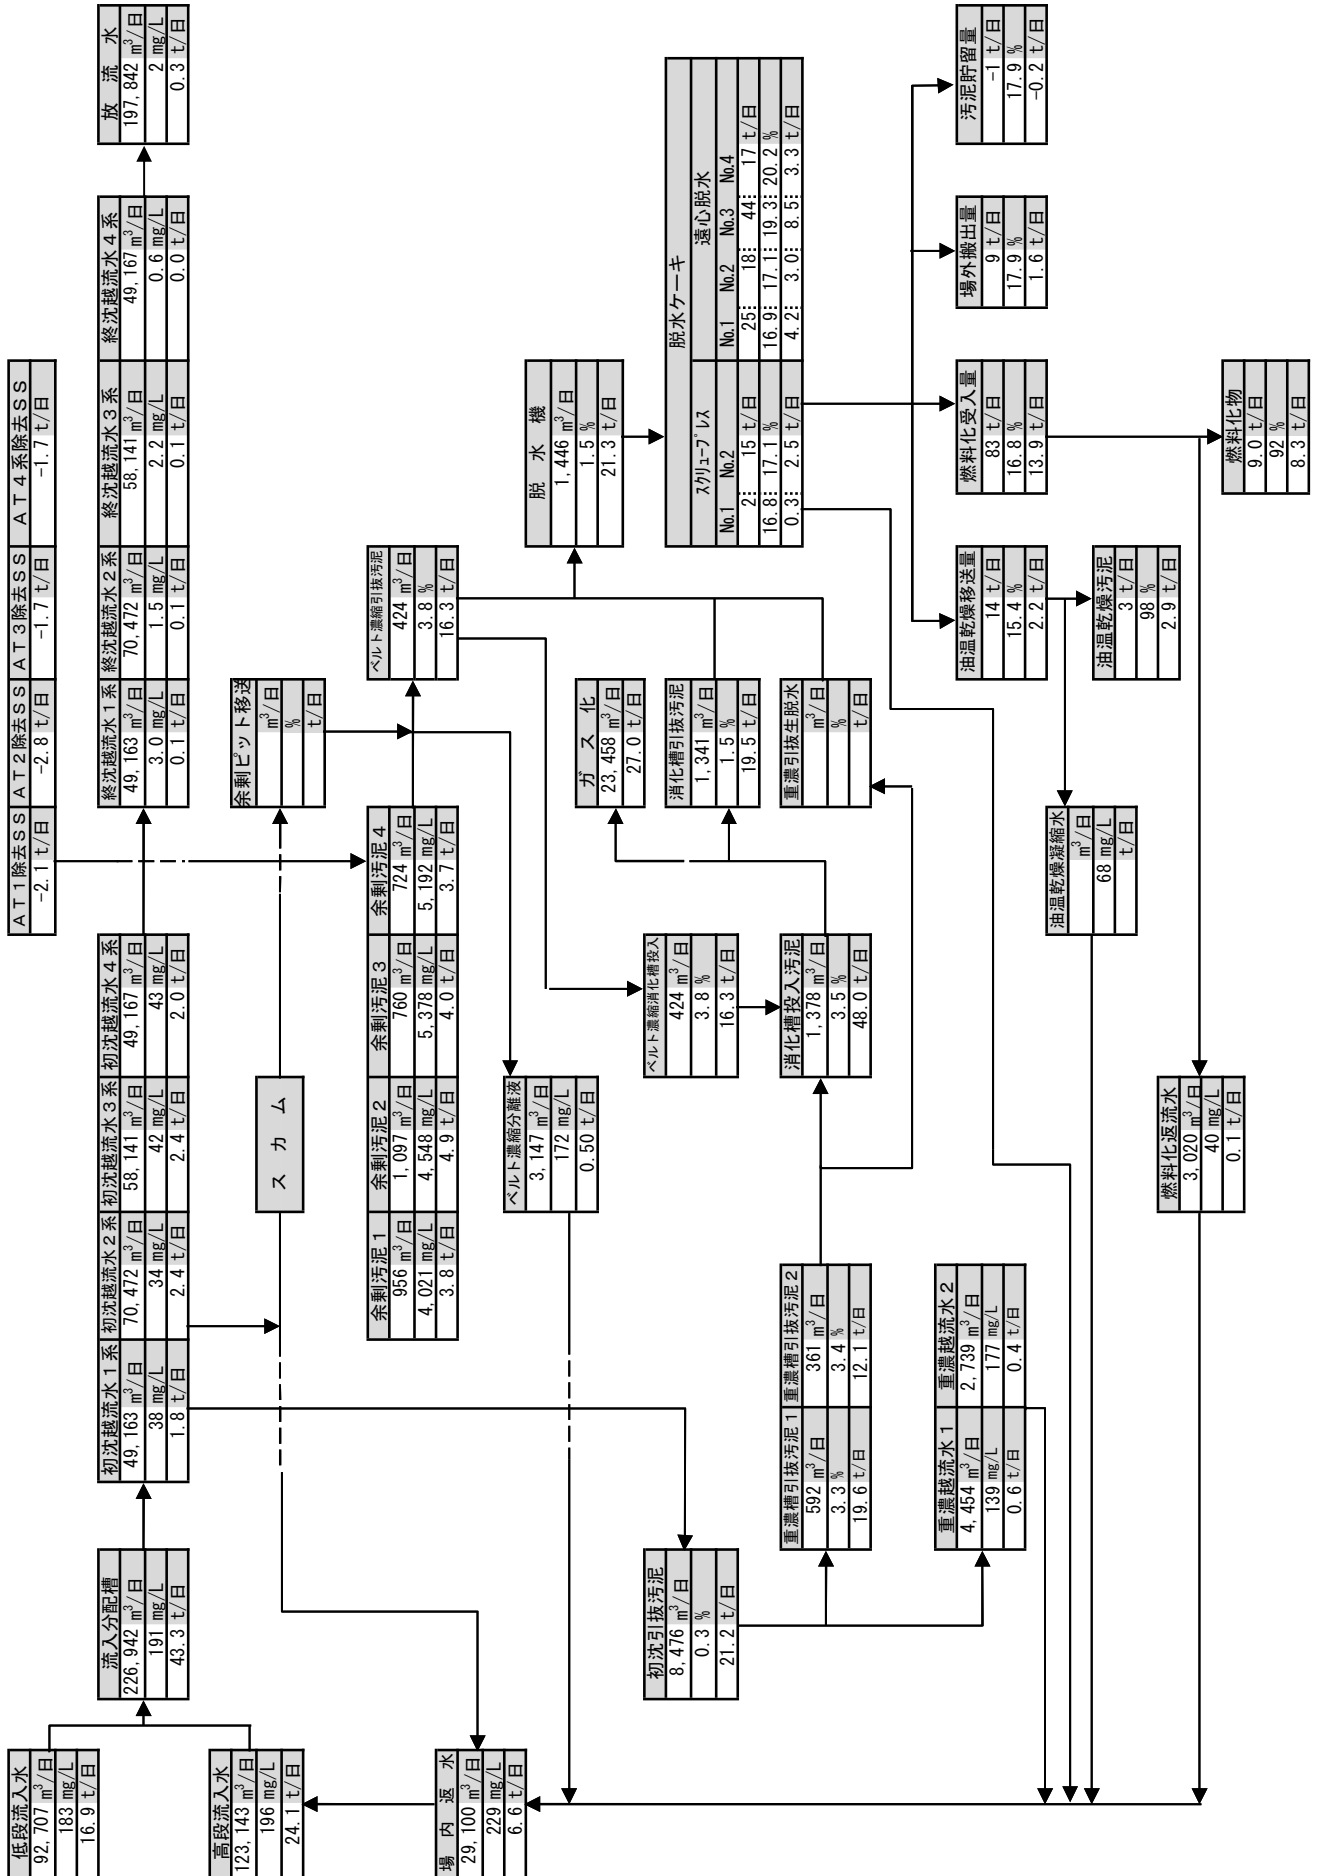 低段流入水
92,707 m³/日
183 mg/L
16.9 t/日
高段流入水
123,143 m³/日
196 mg/L
24.1 t/日
場内返水
29,100 m³/日
229 mg/L
6.6 t/日
流入分配槽
226,942 m³/日
191 mg/L
43.3 t/日
初沈越流水1系 初沈越流水2系 初沈越流水3系 初沈越流水4系
49,163 m³/日 70,472 m³/日 58,141 m³/日 49,167 m³/日
38 mg/L 34 mg/L 42 mg/L 43 mg/L
1.8 t/日 2.4 t/日 2.4 t/日 2.0 t/日
AT1除去SS AT2除去SS AT3除去SS AT4系除去SS
-2.1 t/日 -2.8 t/日 -1.7 t/日 -1.7 t/日
終沈越流水1系 終沈越流水2系 終沈越流水3系 終沈越流水4系
49,163 m³/日 70,472 m³/日 58,141 m³/日 49,167 m³/日
3.0 mg/L 1.5 mg/L 2.2 mg/L 0.6 mg/L
0.1 t/日 0.1 t/日 0.1 t/日 0.0 t/日
放流水
197,842 m³/日
2 mg/L
0.3 t/日
スカム
余剰ピット移送
m³/日
%
t/日
余剰汚泥1 余剰汚泥2 余剰汚泥3 余剰汚泥4
956 m³/日 1,097 m³/日 760 m³/日 724 m³/日
4,021 mg/L 4,548 mg/L 5,378 mg/L 5,192 mg/L
3.8 t/日 4.9 t/日 4.0 t/日 3.7 t/日
ベルト濃縮引抜汚泥
424 m³/日
3.8 %
16.3 t/日
ベルト濃縮分離液
3,147 m³/日
172 mg/L
0.50 t/日
脱水機
1,446 m³/日
1.5 %
21.3 t/日
ガス化
23,458 m³/日
27.0 t/日
初沈引抜汚泥
8,476 m³/日
0.3 %
21.2 t/日
ベルト濃縮消化槽投入
424 m³/日
3.8 %
16.3 t/日
消化槽引抜汚泥
1,341 m³/日
1.5 %
19.5 t/日
脱水ケーキ
スクリュープレス 遠心脱水
No.1 No.2 No.1 No.2 No.3 No.4
2 15 t/日 25 18 44 17 t/日
16.8 17.1 % 16.9 17.1 19.3 20.2 %
0.3 2.5 t/日 4.2 3.0 8.5 3.3 t/日
重濃槽引抜汚泥1 重濃槽引抜汚泥2
592 m³/日 361 m³/日
3.3 % 3.4 %
19.6 t/日 12.1 t/日
消化槽投入汚泥
1,378 m³/日
3.5 %
48.0 t/日
重濃引抜生脱水
m³/日
%
t/日
重濃越流水1 重濃越流水2
4,454 m³/日 2,739 m³/日
139 mg/L 177 mg/L
0.6 t/日 0.4 t/日
油温乾燥移送量
14 t/日
15.4 %
2.2 t/日
燃料化受入量
83 t/日
16.8 %
13.9 t/日
場外搬出量
9 t/日
17.9 %
1.6 t/日
汚泥貯留量
-1 t/日
17.9 %
-0.2 t/日
油温乾燥凝縮水
m³/日
68 mg/L
t/日
油温乾燥汚泥
3 t/日
98 %
2.9 t/日
燃料化返流水
3,020 m³/日
40 mg/L
0.1 t/日
燃料化物
9.0 t/日
92 %
8.3 t/日